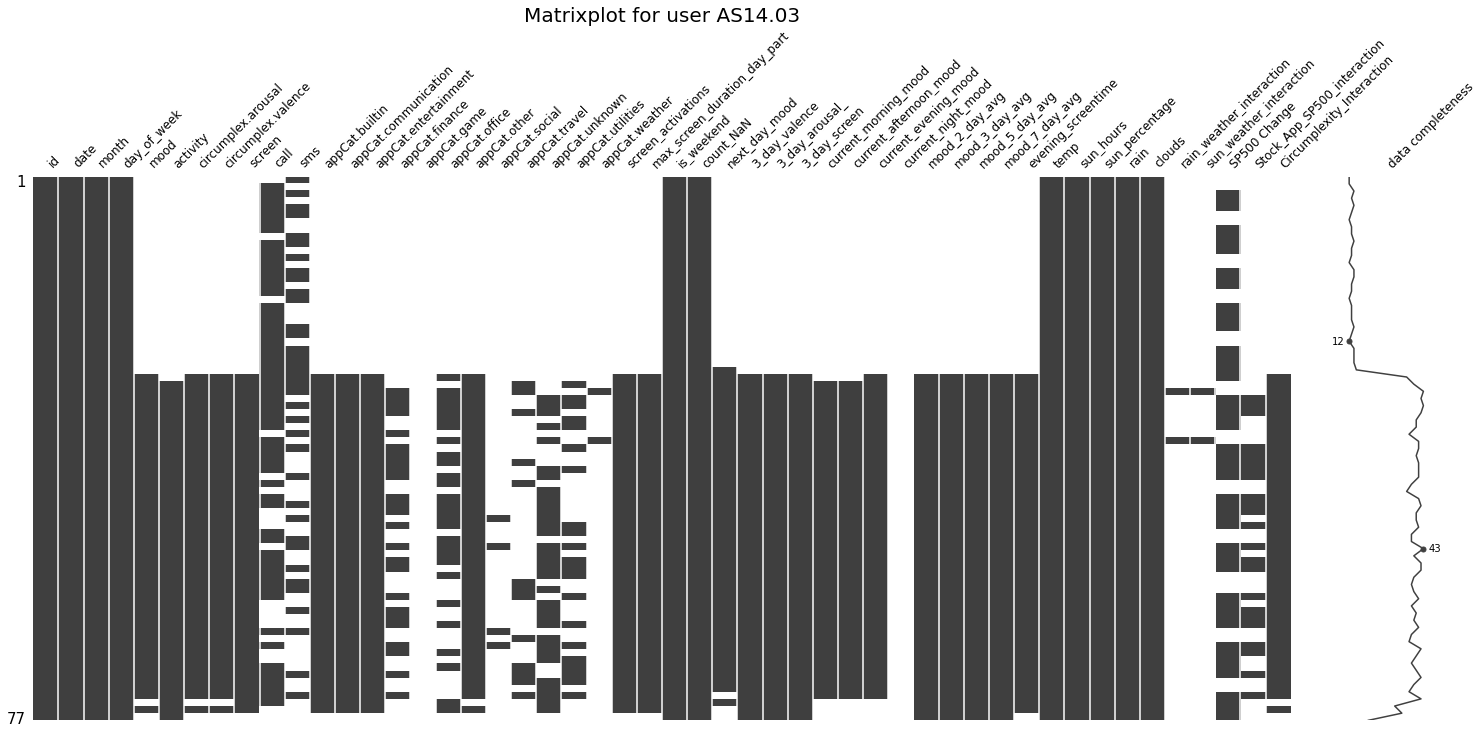 Matrixplot for user AS14.03
id
date
month
day_of_week
mood
activity
circumplex.arousal
circumplex.valence
screen
call
sms
appCat.builtin
appCat.communication
appCat.entertainment
appCat.finance
appCat.game
appCat.office
appCat.other
appCat.social
appCat.travel
appCat.unknown
appCat.utilities
appCat.weather
screen_activations
max_screen_duration_day_part
is_weekend
count_NaN
next_day_mood
3_day_valence
3_day_arousal_
3_day_screen
current_morning_mood
current_afternoon_mood
current_evening_mood
current_night_mood
mood_2_day_avg
mood_3_day_avg
mood_5_day_avg
mood_7_day_avg
evening_screentime
temp
sun_hours
sun_percentage
rain
clouds
rain_weather_interaction
sun_weather_interaction
SP500 Change
Stock_App_SP500_interaction
Circumplexity_Interaction
data completeness
1
12
43
77